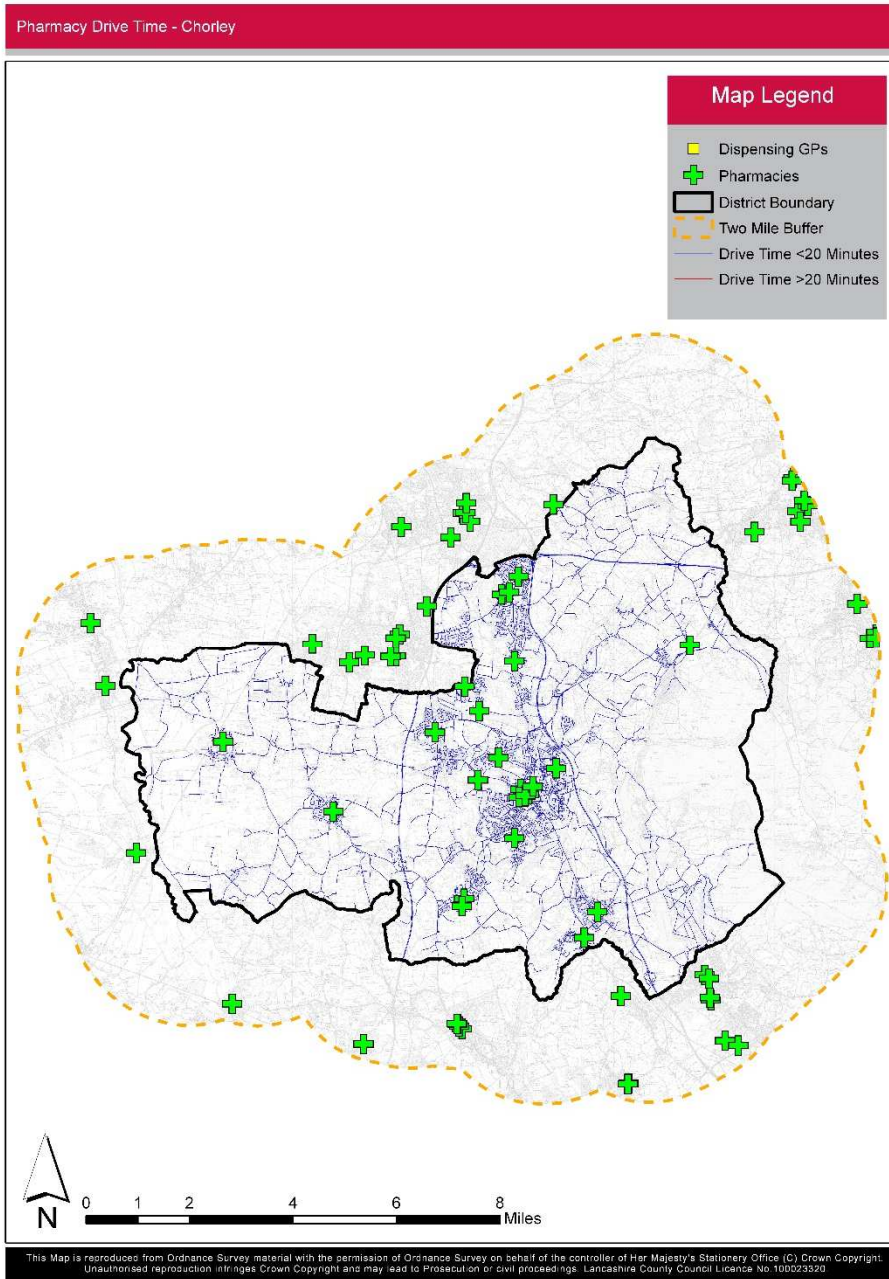 Pharmacy Drive Time - Chorley
Map Legend
Dispensing GPs
Pharmacies
District Boundary
Two Mile Buffer
Drive Time <20 Minutes
Drive Time >20 Minutes
N
0 1 2 4 6 8
Miles
This Map is reproduced from Ordnance Survey material with the permission of Ordnance Survey on behalf of the controller of Her Majesty's Stationery Office (C) Crown Copyright.
Unauthorised reproduction infringes Crown Copyright and may lead to Prosecution or civil proceedings. Lancashire County Council Licence No.100023320